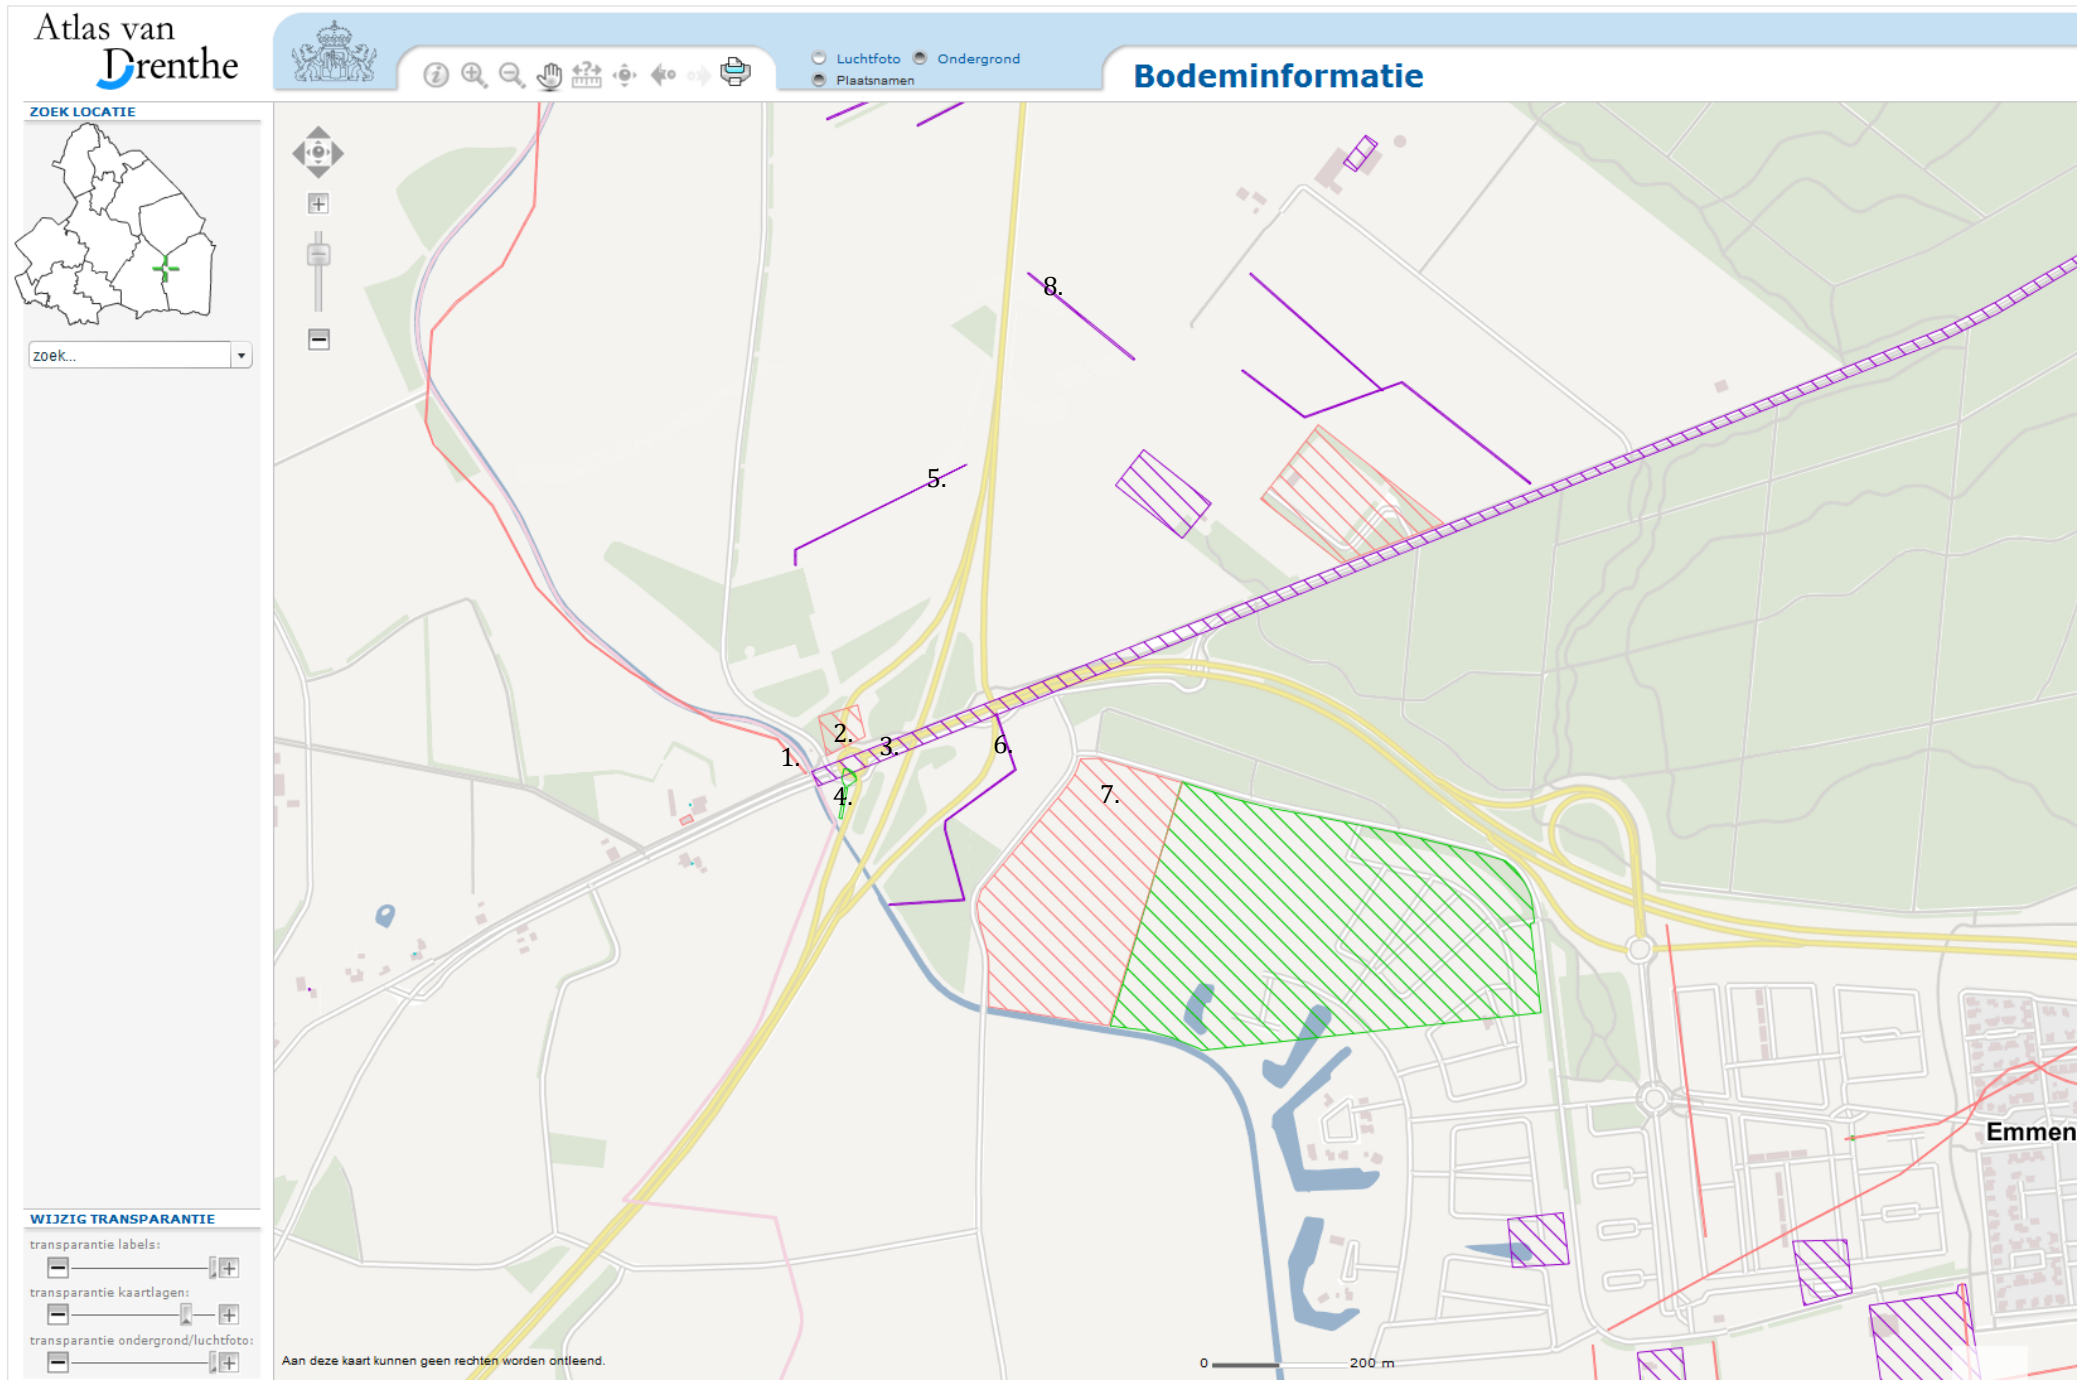 Atlas van
Drenthe
Luchtfoto
Ondergrond
Plaatsnamen
Bodeminformatie
ZOEK LOCATIE
zoek...
8.
5.
2.
3.
1.
6.
4.
7.
Emmen
WIJZIG TRANSPARANTIE
transparantie labels:
transparantie kaartlagen:
transparantie ondergrond/luchtfoto:
Aan deze kaart kunnen geen rechten worden ontleend.
0
200 m